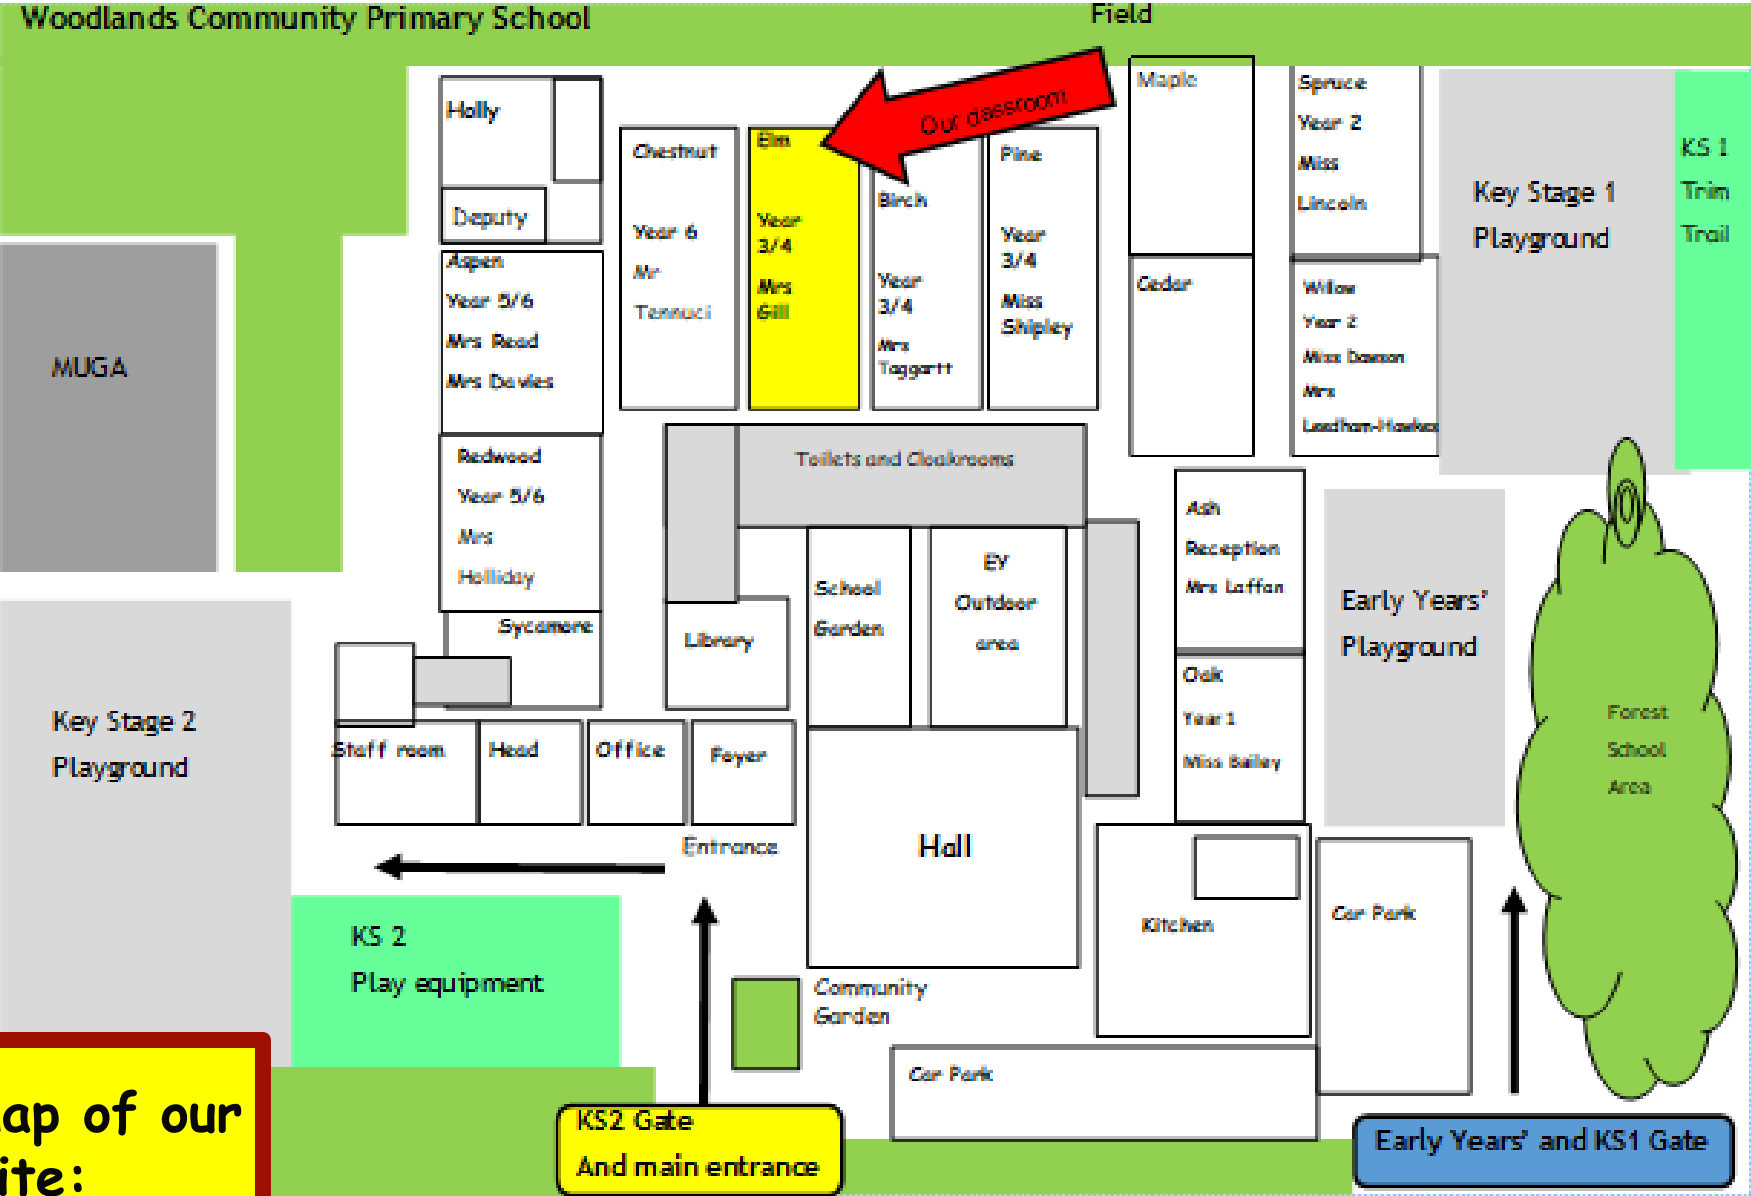 Woodlands Community Primary School
Field
Our classroom
Holly
Deputy
Aspen
Year 5/6
Mrs Read
Mrs Davies
Redwood
Year 5/6
Mrs
Holliday
Sycamore
Chestnut
Year 6
Mr
Tennuci
Elm
Year
3/4
Mrs
Gill
Birch
Year
3/4
Mrs
Taggartt
Pine
Year
3/4
Miss
Shipley
Maple
Cedar
Spruce
Year 2
Miss
Lincoln
Willow
Year 2
Miss Dawson
Mrs
Leedham-Hawkes
Key Stage 1
Playground
KS 1
Trim
Trail
MUGA
Toilets and Cloakrooms
Library
School
Garden
EY
Outdoor
area
Ash
Reception
Mrs Laffan
Oak
Year 1
Miss Bailey
Early Years'
Playground
Forest
School
Area
Key Stage 2
Playground
Staff room
Head
Office
Foyer
Entrance
Hall
Kitchen
Car Park
KS 2
Play equipment
Community
Garden
Car Park
KS2 Gate
And main entrance
Early Years' and KS1 Gate
ap of our
ite: